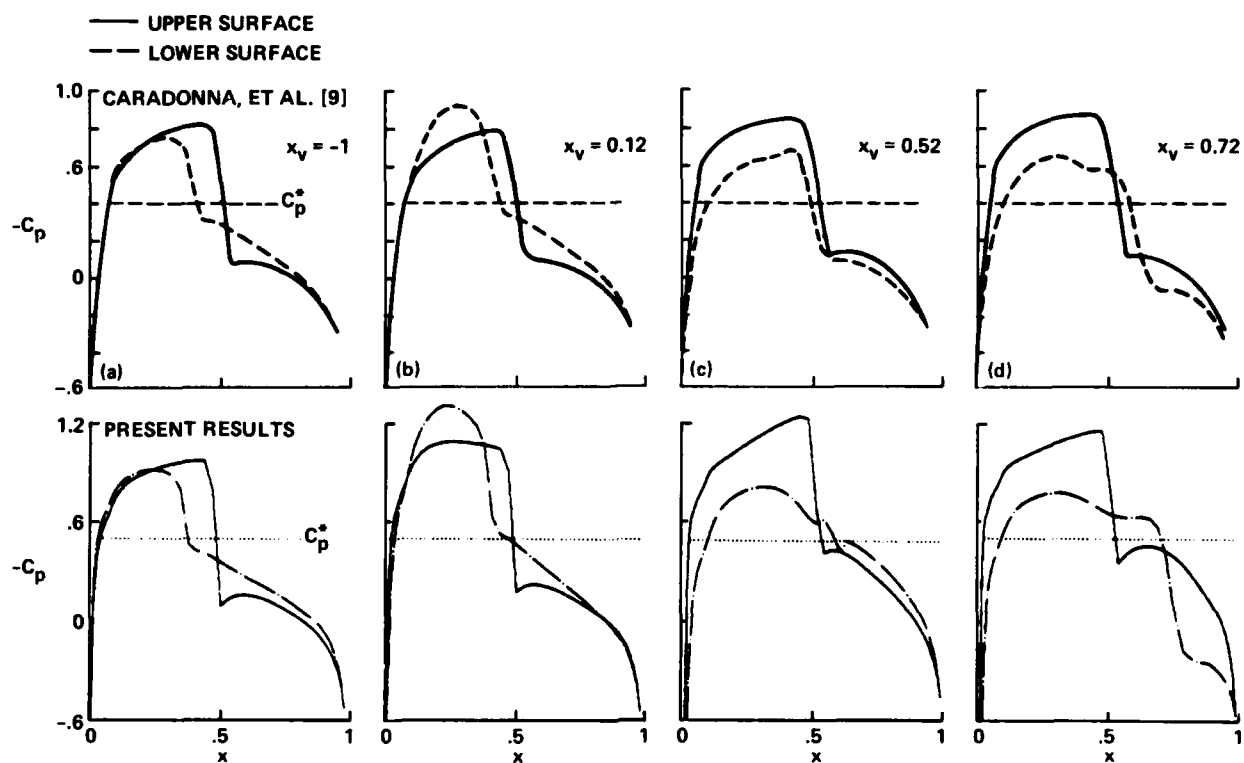 UPPER SURFACE
LOWER SURFACE
1.0
CARADONNA, ET AL. [9]
x_v = -1
x_v = 0.12
x_v = 0.52
x_v = 0.72
.6
C_p^*
-C_p
0
-.6
(a)
(b)
(c)
(d)
1.2
PRESENT RESULTS
.6
C_p^*
-C_p
0
-.6
0 .5 1 0 .5 1 0 .5 1 0 .5 1
x x x x